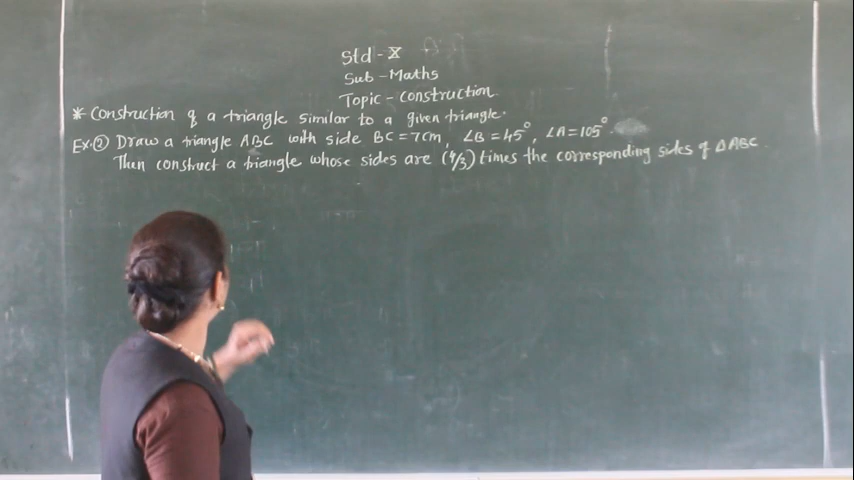 Std - X
Sub - Maths
Topic - Construction.
* Construction of a triangle similar to a given triangle.
Ex.② Draw a triangle ABC with side BC = 7cm, ∠B = 45°, ∠A = 105°.
Then construct a triangle whose sides are (4/3) times the corresponding sides of ΔABC.